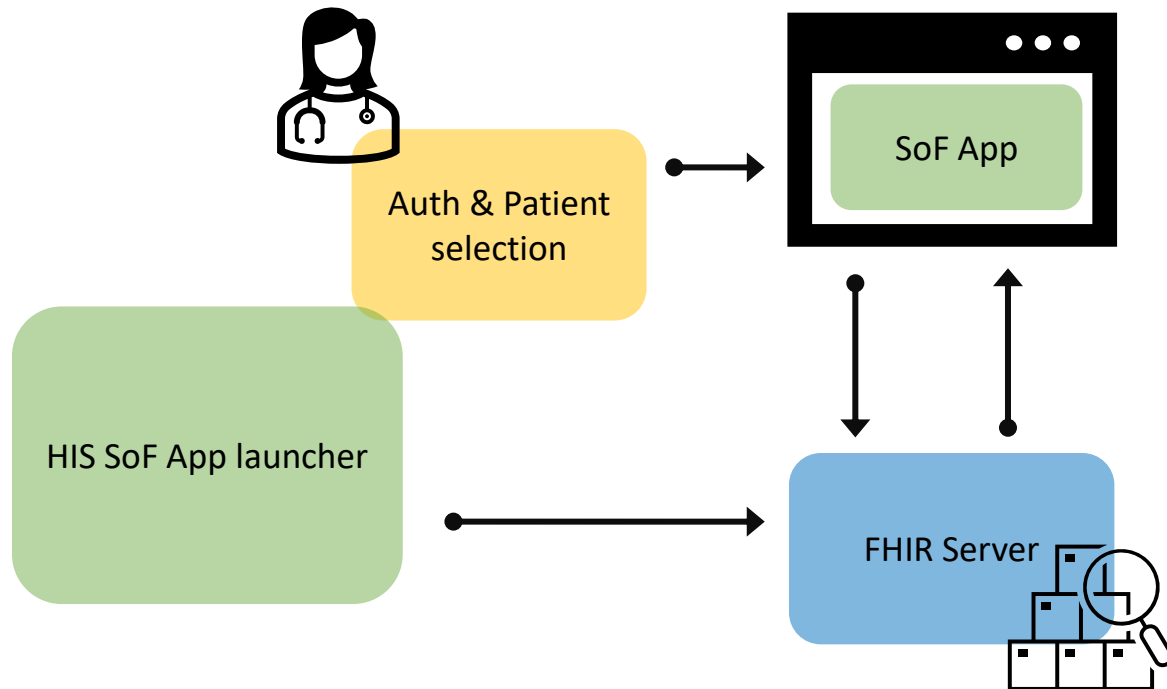 SoF App
Auth & Patient
selection
HIS SoF App launcher
FHIR Server